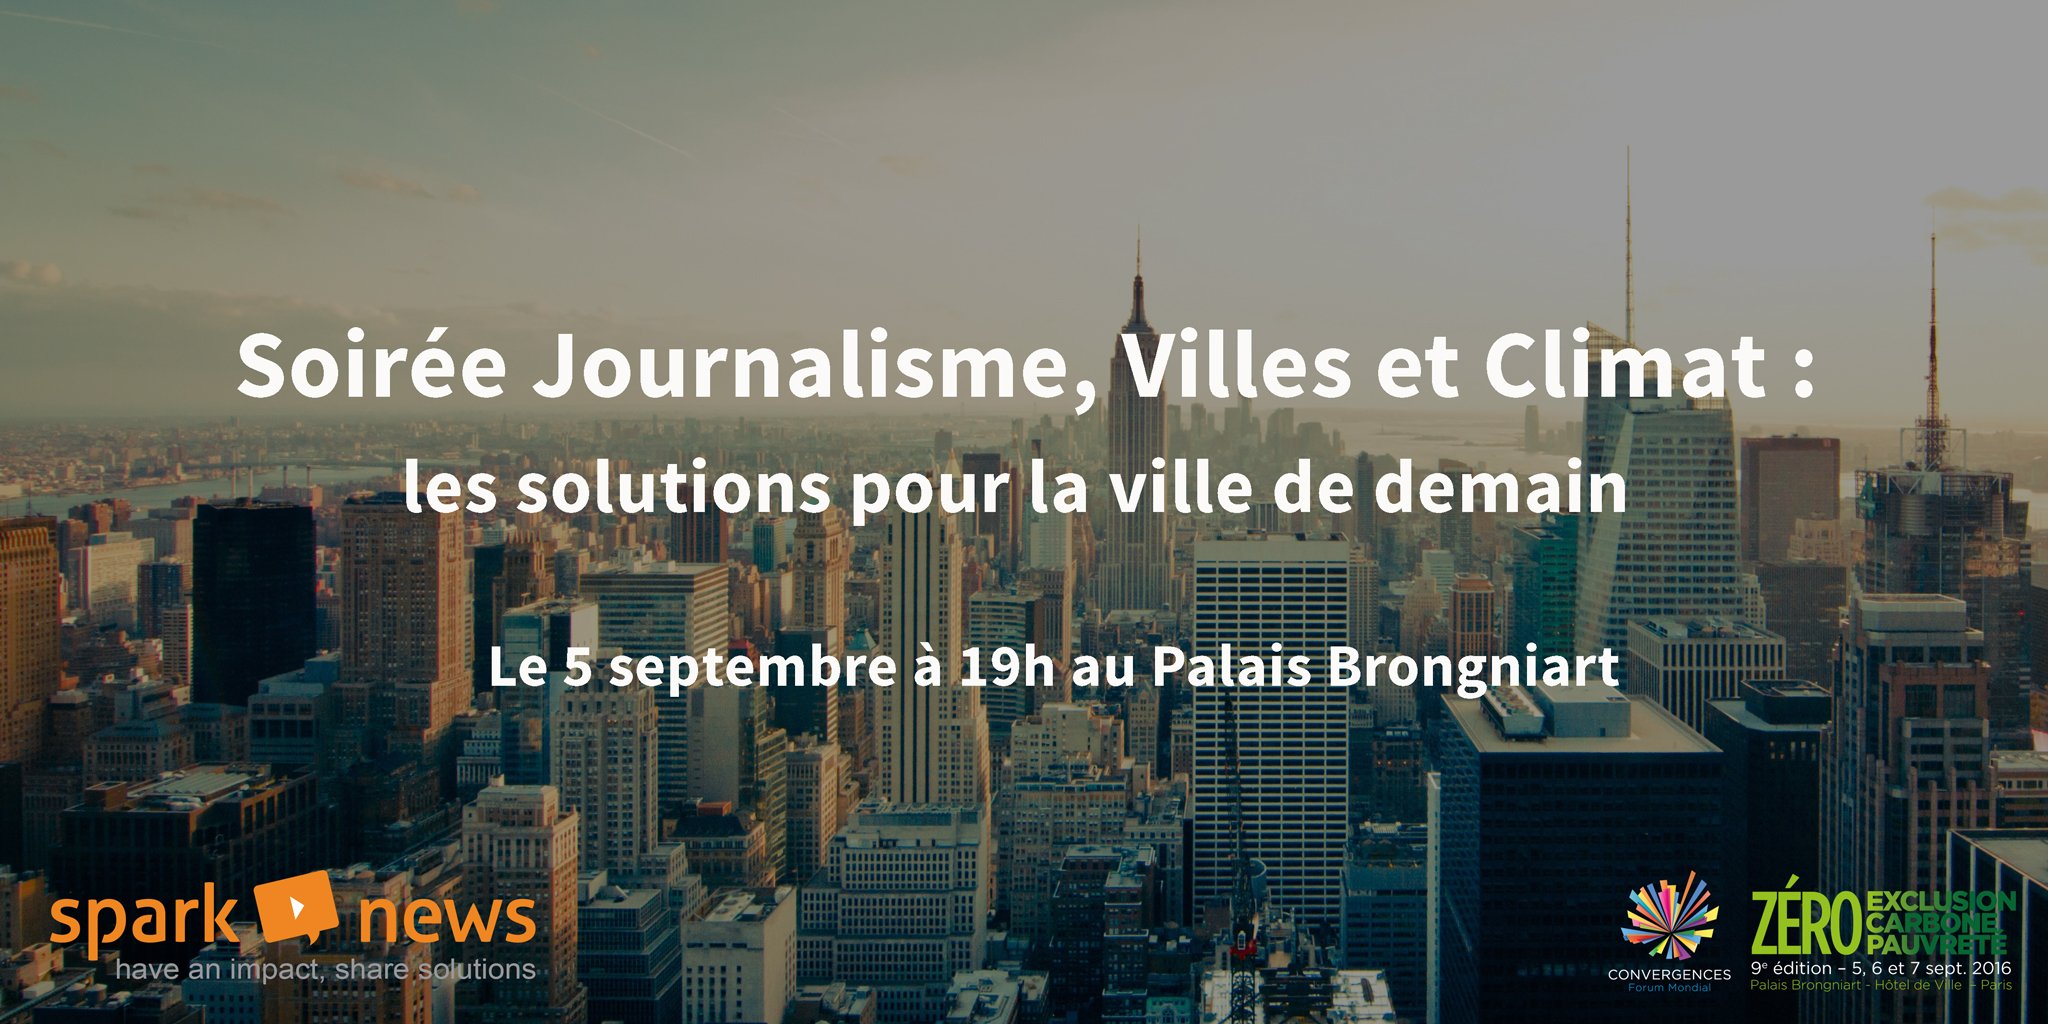 Soirée Journalisme, Villes et Climat :
les solutions pour la ville de demain
Le 5 septembre à 19h au Palais Brongniart
spark news
have an impact, share solutions
CONVERGENCES
Forum Mondial
ZÉRO EXCLUSION
CARBONE
PAUVRETÉ
9e édition – 5, 6 et 7 sept. 2016
Palais Brongniart - Hôtel de Ville – Paris